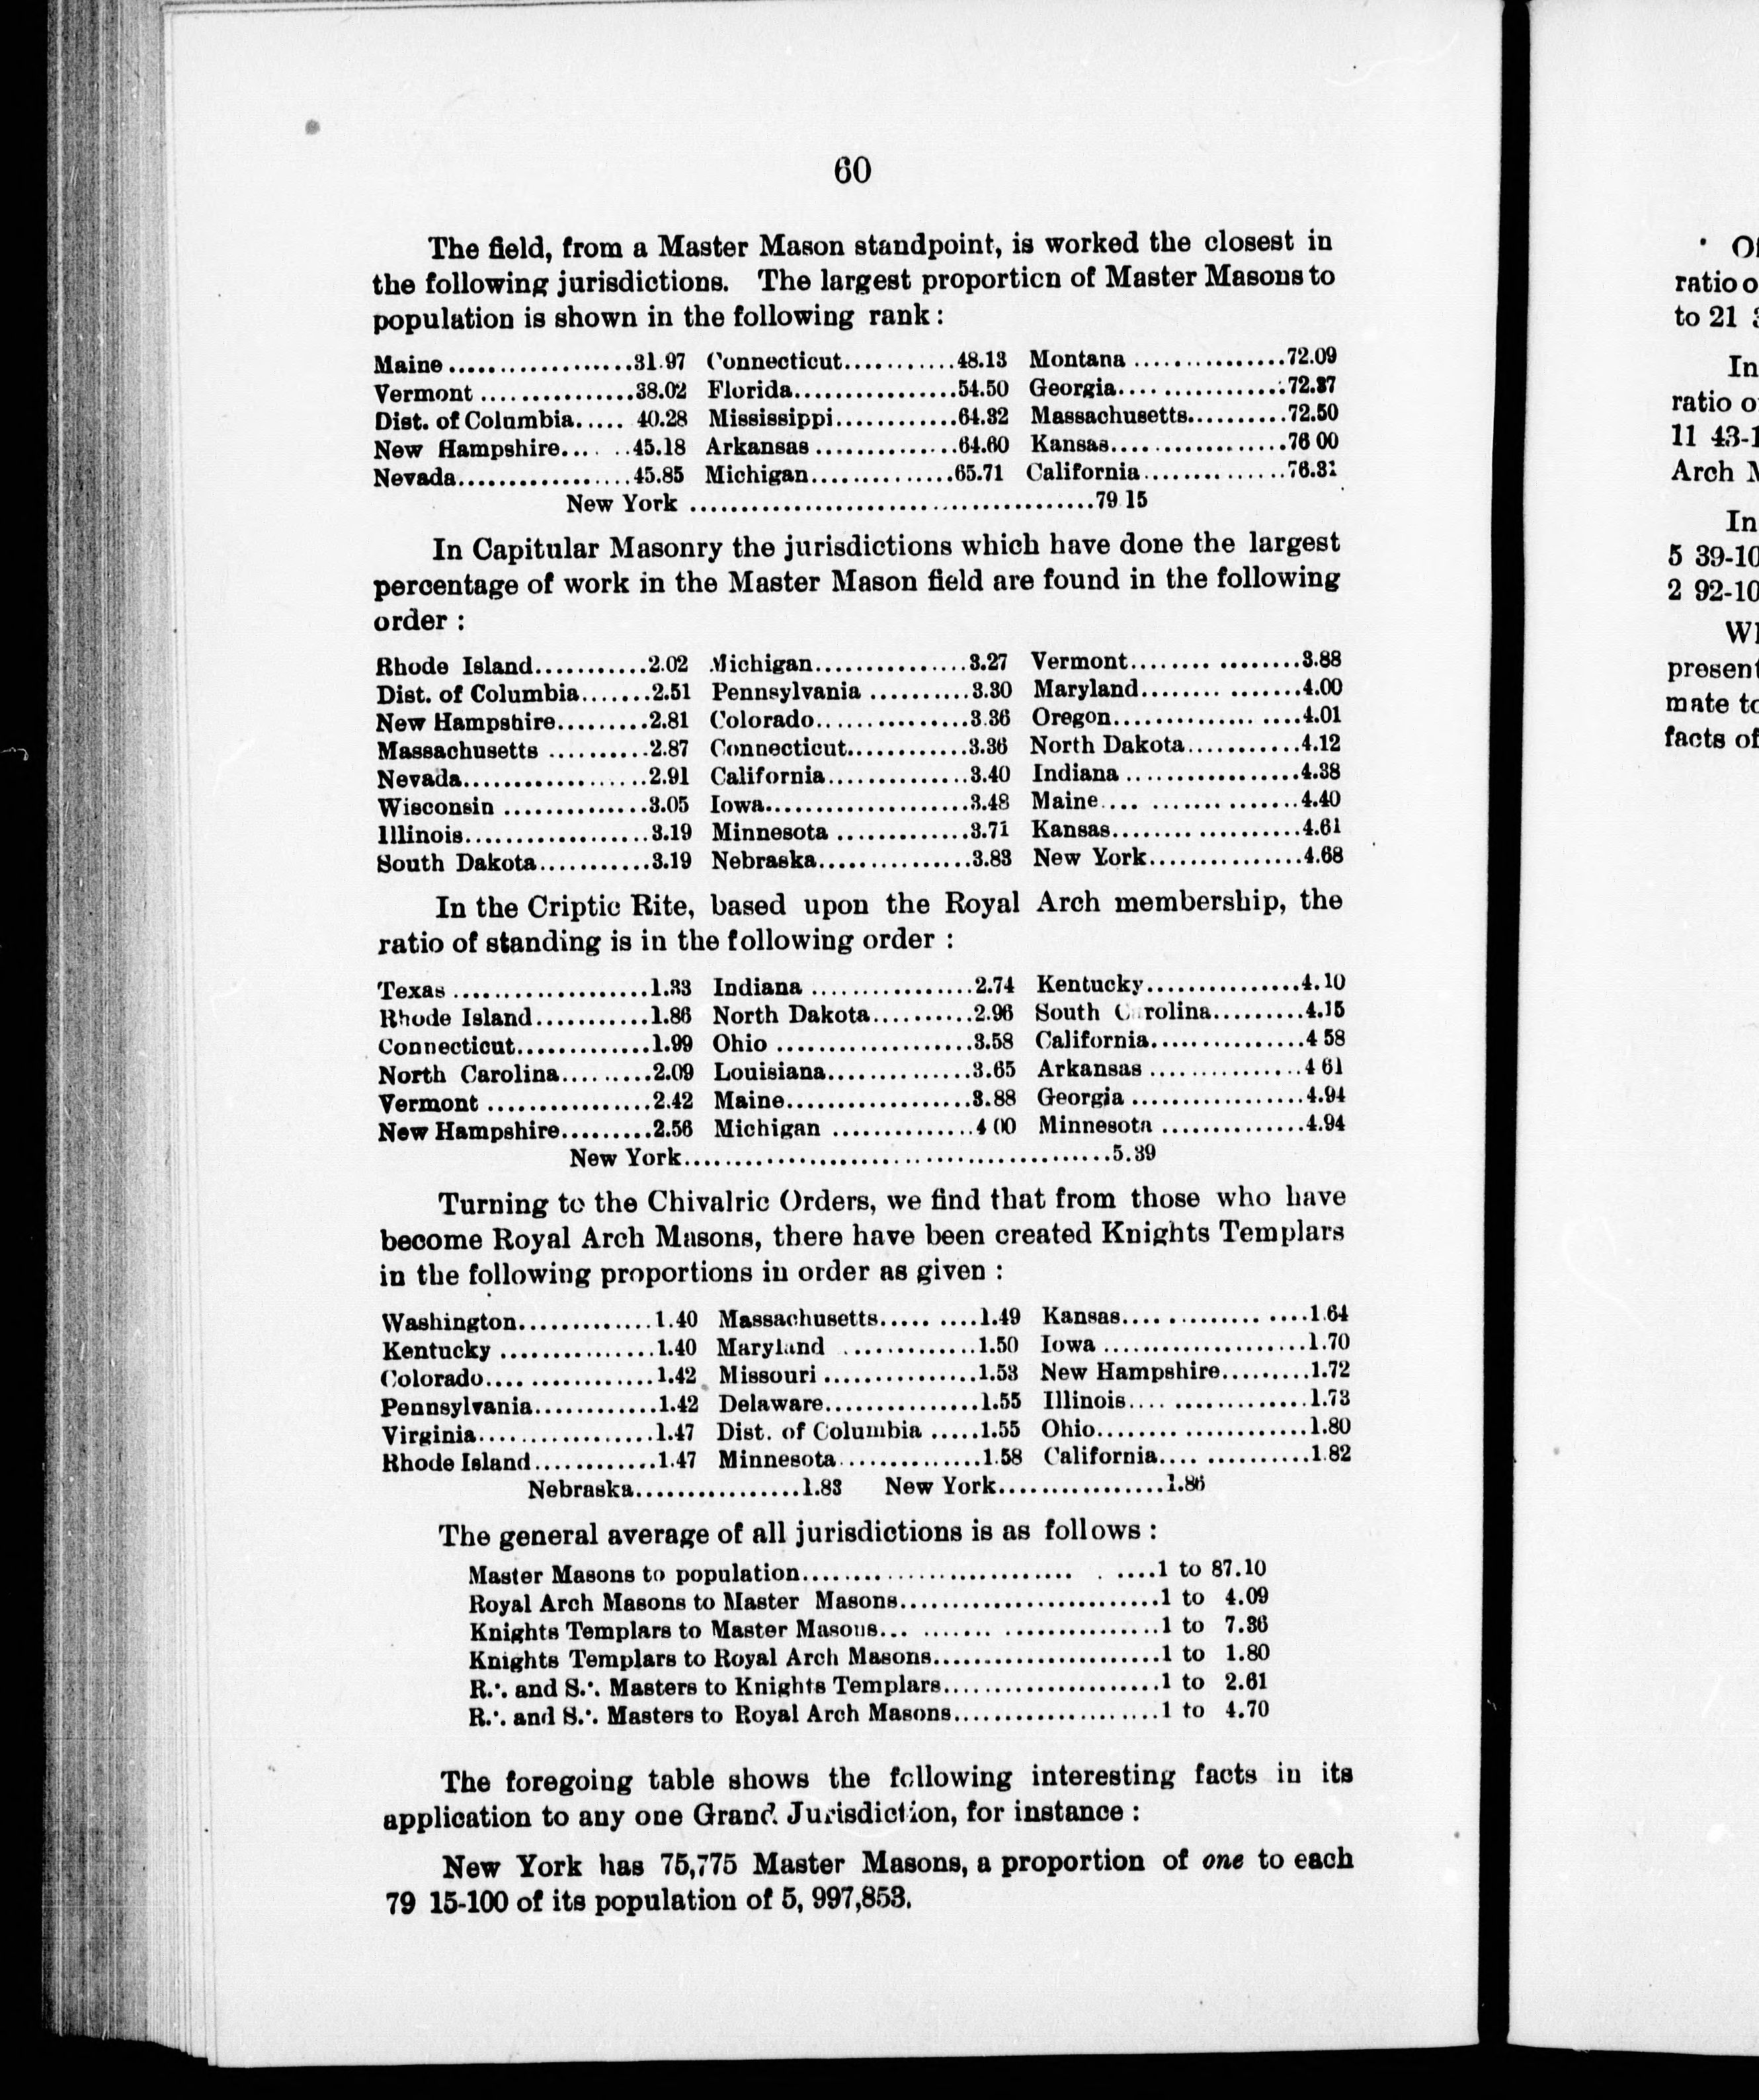 60
The field, from a Master Mason standpoint, is worked the closest in
the following jurisdictions. The largest proportion of Master Masons to
population is shown in the following rank :
Maine..................31.97 Connecticut...........48.13 Montana ...............72.09
Vermont ...............38.02 Florida................54.50 Georgia................72.37
Dist. of Columbia..... 40.28 Mississippi............64.32 Massachusetts...........72.50
New Hampshire... . ..45.18 Arkansas ..............64.60 Kansas.................76 00
Nevada.................45.85 Michigan..............65.71 California..............76.31
New York ........................................79 15
In Capitular Masonry the jurisdictions which have done the largest
percentage of work in the Master Mason field are found in the following
order :
Rhode Island...........2.02 Michigan...............3.27 Vermont........ ........3.88
Dist. of Columbia.......2.51 Pennsylvania ..........3.30 Maryland........ .......4.00
New Hampshire.........2.81 Colorado...............3.36 Oregon.............. .....4.01
Massachusetts ..........2.87 Connecticut............3.36 North Dakota...........4.12
Nevada..................2.91 California..............3.40 Indiana .................4.38
Wisconsin ..............3.05 Iowa....................3.48 Maine.... ....... .......4.40
Illinois..................3.19 Minnesota .............3.71 Kansas........ ..........4.61
South Dakota...........3.19 Nebraska...............3.83 New York...............4.68
In the Criptic Rite, based upon the Royal Arch membership, the
ratio of standing is in the following order :
Texas ...................1.33 Indiana ................2.74 Kentucky...............4.10
Rhode Island...........1.86 North Dakota..........2.96 South Carolina.........4.15
Connecticut.............1.99 Ohio ...................3.58 California...............4 58
North Carolina.........2.09 Louisiana..............3.65 Arkansas ...............4 61
Vermont ................2.42 Maine..................3.88 Georgia .................4.94
New Hampshire.........2.56 Michigan ..............4 00 Minnesota ..............4.94
New York..........................................5.39
Turning to the Chivalric Orders, we find that from those who have
become Royal Arch Masons, there have been created Knights Templars
in the following proportions in order as given :
Washington.............1.40 Massachusetts..... ....1.49 Kansas.... ......... ....1.64
Kentucky ...............1.40 Maryland .............1.50 Iowa ....................1.70
Colorado.... ............1.42 Missouri ...............1.53 New Hampshire.........1.72
Pennsylvania............1.42 Delaware...............1.55 Illinois.... .............1.73
Virginia.................1.47 Dist. of Columbia .....1.55 Ohio........ ............1.80
Rhode Island............1.47 Minnesota..............1.58 California.... ..........1.82
Nebraska................1.83 New York................1.86
The general average of all jurisdictions is as follows :
Master Masons to population.......................... . ....1 to 87.10
Royal Arch Masons to Master Masons.........................1 to 4.09
Knights Templars to Master Masons... ....... ...............1 to 7.36
Knights Templars to Royal Arch Masons......................1 to 1.80
R∴ and S∴ Masters to Knights Templars.....................1 to 2.61
R∴ and S∴ Masters to Royal Arch Masons....................1 to 4.70
The foregoing table shows the following interesting facts in its
application to any one Grand Jurisdiction, for instance :
New York has 75,775 Master Masons, a proportion of one to each
79 15-100 of its population of 5, 997,853.
ratio o
to 21
In
ratio o
11 43-1
Arch M
In
5 39-10
2 92-10
present
mate to
facts of